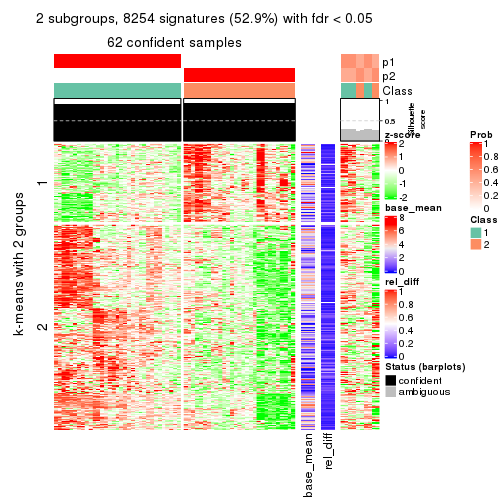 2 subgroups, 8254 signatures (52.9%) with fdr < 0.05
62 confident samples
p1
p2
Class
1
0.5
0
Silhouette
score
k-means with 2 groups
1
2
base_mean
rel_diff
z-score
2
1
0
-1
-2
base_mean
8
6
4
2
0
rel_diff
1
0.8
0.6
0.4
0.2
0
Status (barplots)
confident
ambiguous
Prob
1
0.8
0.6
0.4
0.2
0
Class
1
2